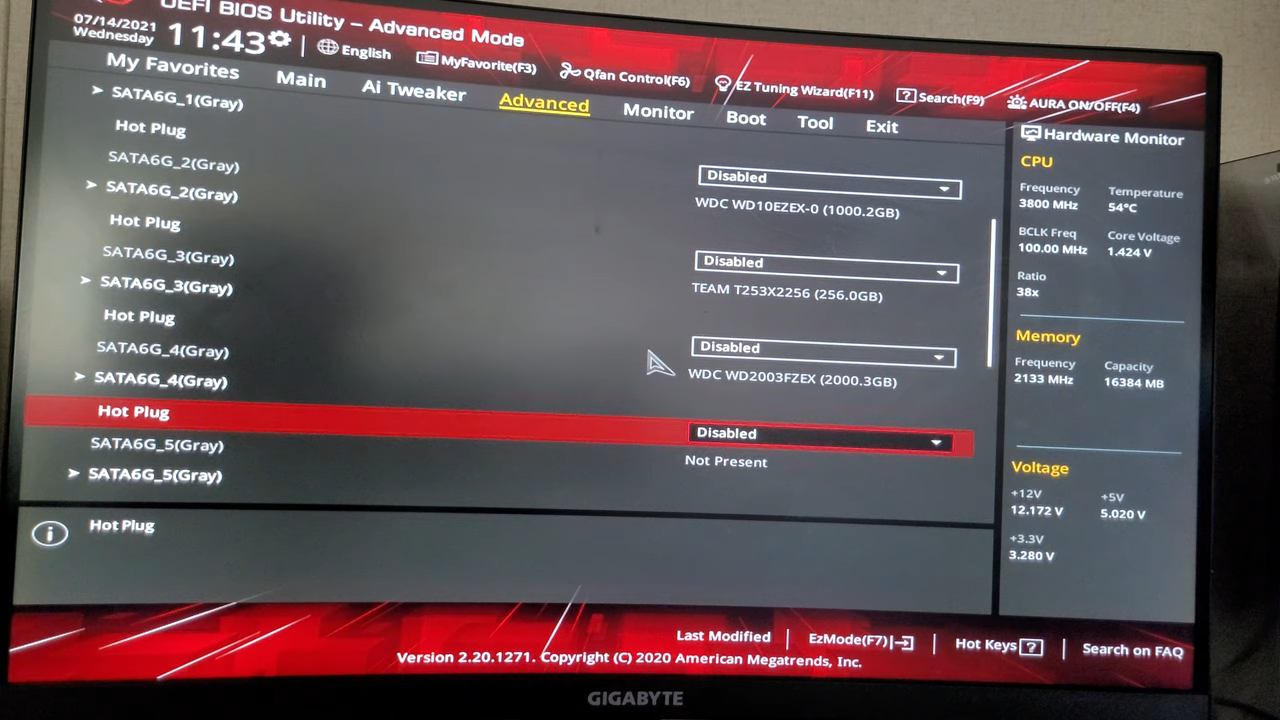 UEFI BIOS Utility – Advanced Mode
07/14/2021
Wednesday
11:43
English
MyFavorite(F3)
Qfan Control(F6)
EZ Tuning Wizard(F11)
Search(F9)
AURA ON/OFF(F4)
My Favorites
Main
Ai Tweaker
Advanced
Monitor
Boot
Tool
Exit
SATA6G_1(Gray)
Hot Plug
Disabled
SATA6G_2(Gray)
WDC WD10EZEX-0 (1000.2GB)
SATA6G_2(Gray)
Hot Plug
Disabled
SATA6G_3(Gray)
TEAM T253X2256 (256.0GB)
SATA6G_3(Gray)
Hot Plug
Disabled
SATA6G_4(Gray)
WDC WD2003FZEX (2000.3GB)
SATA6G_4(Gray)
Hot Plug
Disabled
SATA6G_5(Gray)
Not Present
SATA6G_5(Gray)
Hot Plug
Hardware Monitor
CPU
Frequency Temperature
3800 MHz 54°C
BCLK Freq Core Voltage
100.00 MHz 1.424 V
Ratio
38x
Memory
Frequency Capacity
2133 MHz 16384 MB
Voltage
+12V +5V
12.172 V 5.020 V
+3.3V
3.280 V
Last Modified
EzMode(F7)
Hot Keys ?
Search on FAQ
Version 2.20.1271. Copyright (C) 2020 American Megatrends, Inc.
GIGABYTE